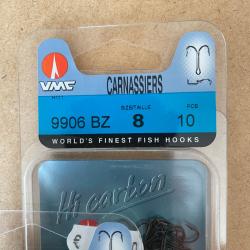 CARNASSIERS
VMC
SIZE/TAILLE
PCS
9906 BZ
8
10
WORLD'S FINEST FISH HOOKS
Hi carbon